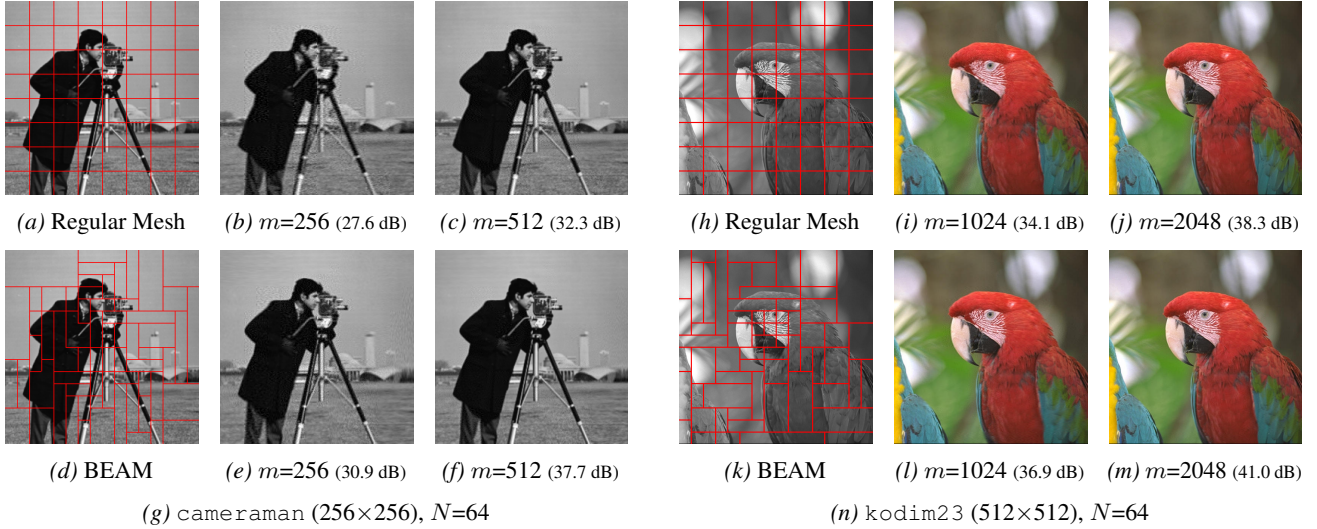 (a) Regular Mesh
(b) m=256 (27.6 dB)
(c) m=512 (32.3 dB)
(h) Regular Mesh
(i) m=1024 (34.1 dB)
(j) m=2048 (38.3 dB)
(d) BEAM
(e) m=256 (30.9 dB)
(f) m=512 (37.7 dB)
(k) BEAM
(l) m=1024 (36.9 dB)
(m) m=2048 (41.0 dB)
(g) cameraman (256×256), N=64
(n) kodim23 (512×512), N=64